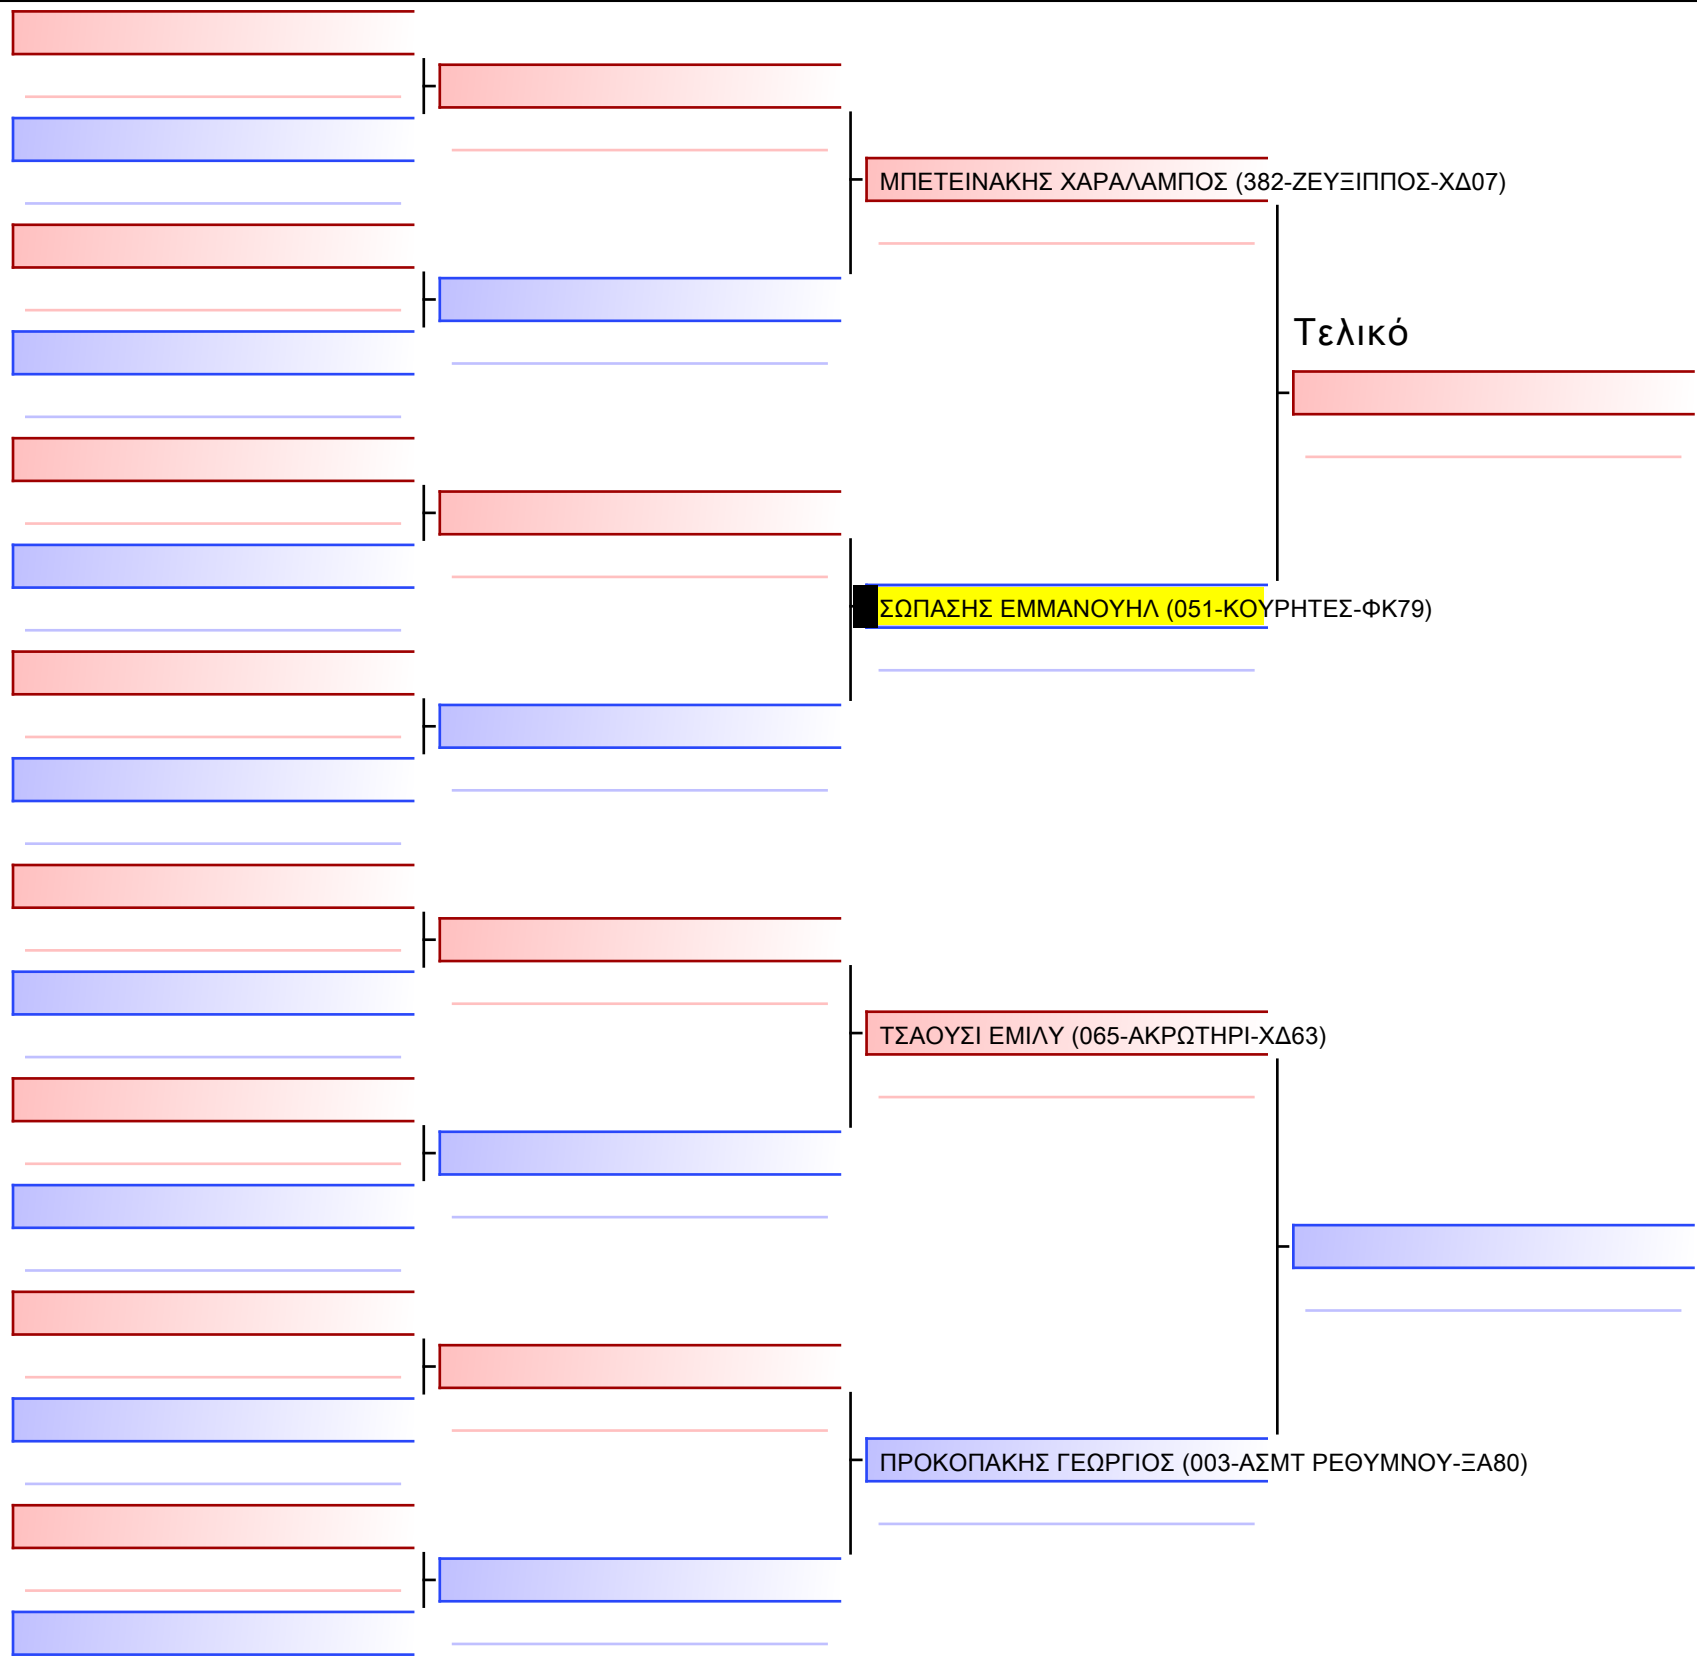 ΜΠΕΤΕΙΝΑΚΗΣ ΧΑΡΑΛΑΜΠΟΣ (382-ΖΕΥΞΙΠΠΟΣ-ΧΔ07)
Τελικό
ΣΩΠΑΣΗΣ ΕΜΜΑΝΟΥΗΛ (051-ΚΟΥΡΗΤΕΣ-ΦΚ79)
ΤΣΑΟΥΣΙ ΕΜΙΛΥ (065-ΑΚΡΩΤΗΡΙ-ΧΔ63)
ΠΡΟΚΟΠΑΚΗΣ ΓΕΩΡΓΙΟΣ (003-ΑΣΜΤ ΡΕΘΥΜΝΟΥ-ΞΑ80)